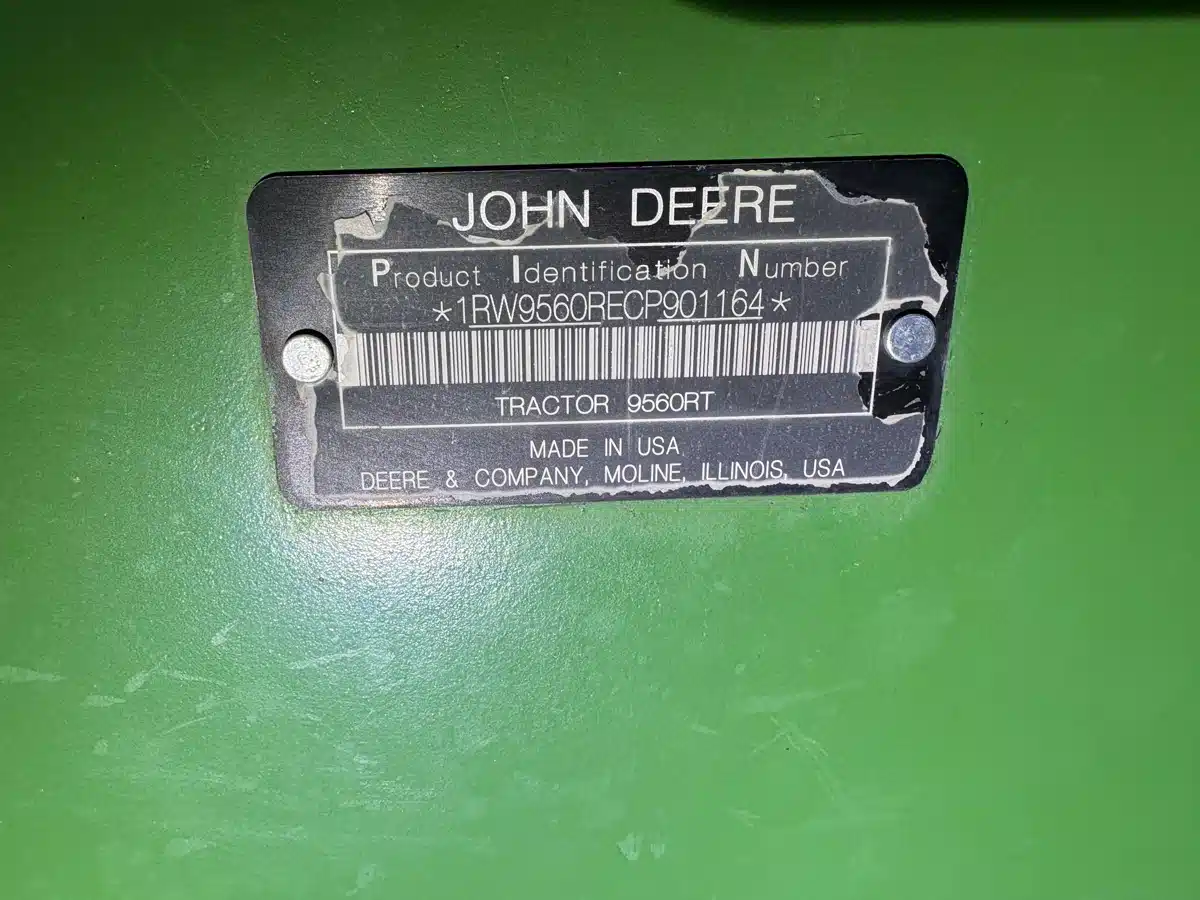 JOHN DEERE
Product Identification Number
*1RW9560RECP901164*
TRACTOR 9560RT
MADE IN USA
DEERE & COMPANY, MOLINE, ILLINOIS, USA